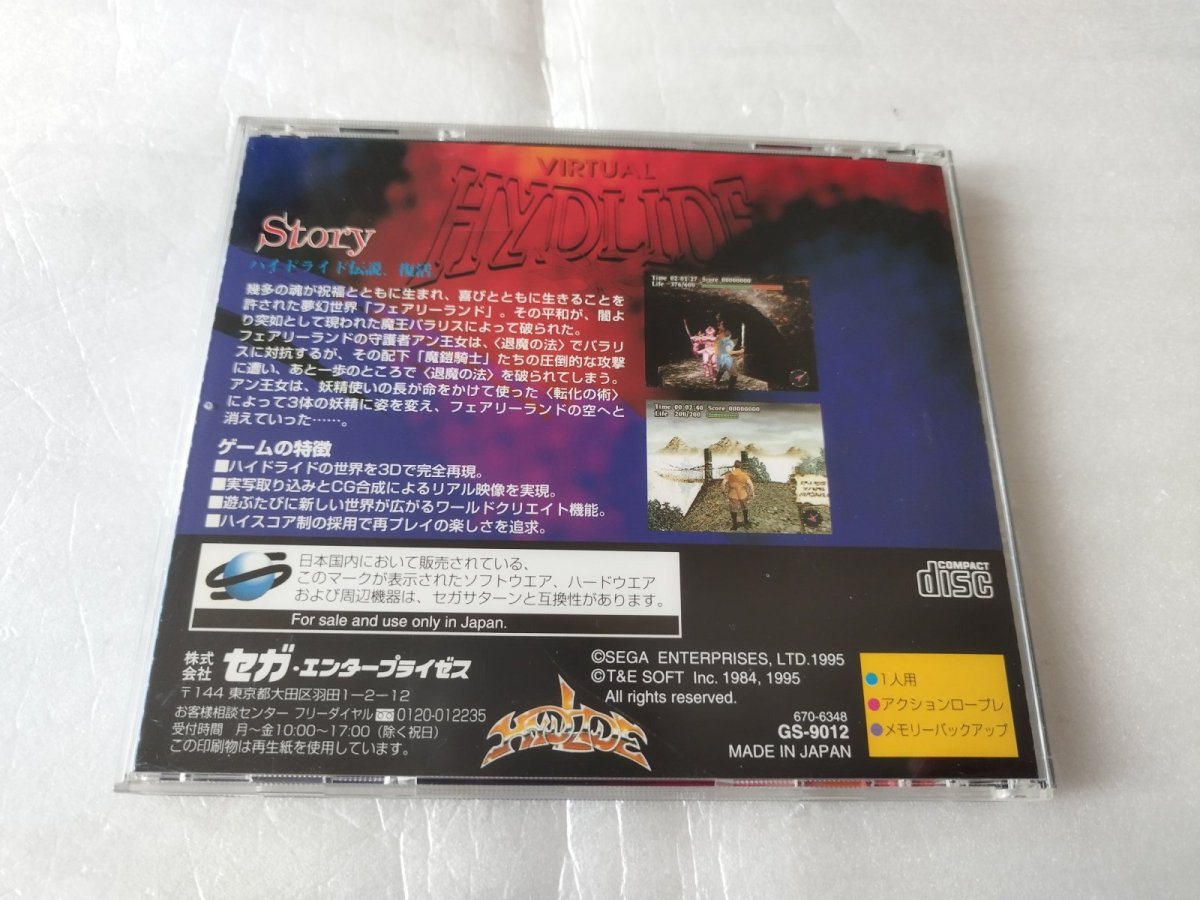 VIRTUAL
HYDLIDE
Story
ハイドライド伝説、復活
幾多の魂が祝福とともに生まれ、喜びとともに生きることを
許された夢幻世界「フェアリーランド」。その平和が、闇よ
り突如として現われた魔王バラリスによって破られた。
フェアリーランドの守護者アン王女は、〈退魔の法〉でバラリ
スに対抗するが、その配下「魔鎧騎士」たちの圧倒的な攻撃
に遭い、あと一歩のところで〈退魔の法〉を破られてしまう。
アン王女は、妖精使いの長が命をかけて使った〈転化の術〉
によって3体の妖精に姿を変え、フェアリーランドの空へと
消えていった……。
ゲームの特徴
■ハイドライドの世界を3Dで完全再現。
■実写取り込みとCG合成によるリアル映像を実現。
■遊ぶたびに新しい世界が広がるワールドクリエイト機能。
■ハイスコア制の採用で再プレイの楽しさを追求。
Time 02:01:27 Score 00000000
Life 376/600
Time 00:02:40 Score 00000000
Life 200/200
日本国内において販売されている、
このマークが表示されたソフトウエア、ハードウエア
および周辺機器は、セガサターンと互換性があります。
For sale and use only in Japan.
COMPACT
disc
株式会社 セガ・エンタープライゼス
〒144 東京都大田区羽田1−2−12
お客様相談センター フリーダイヤル 0120-012235
受付時間 月〜金10:00〜17:00（除く祝日）
この印刷物は再生紙を使用しています。
HYDLIDE
©SEGA ENTERPRISES, LTD.1995
©T&E SOFT Inc. 1984, 1995
All rights reserved.
670-6348
GS-9012
MADE IN JAPAN
●1人用
●アクションロープレ
●メモリーバックアップ